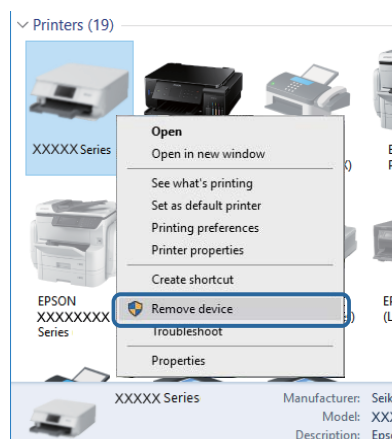 Printers (19)
XXXXX Series
Open
Open in new window
See what's printing
Set as default printer
Printing preferences
Printer properties
Create shortcut
Remove device
Troubleshoot
Properties
EPSON
XXXXXXXX
Series
XXXXX Series
Manufacturer:
Model:
Description: